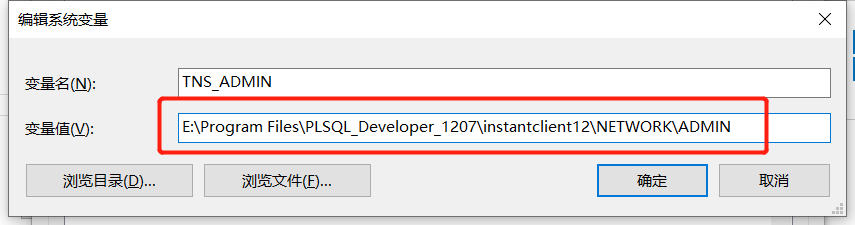 编辑系统变量
变量名(N):
TNS_ADMIN
变量值(V):
E:\Program Files\PLSQL_Developer_1207\instantclient12\NETWORK\ADMIN
浏览目录(D)...
浏览文件(F)...
确定
取消